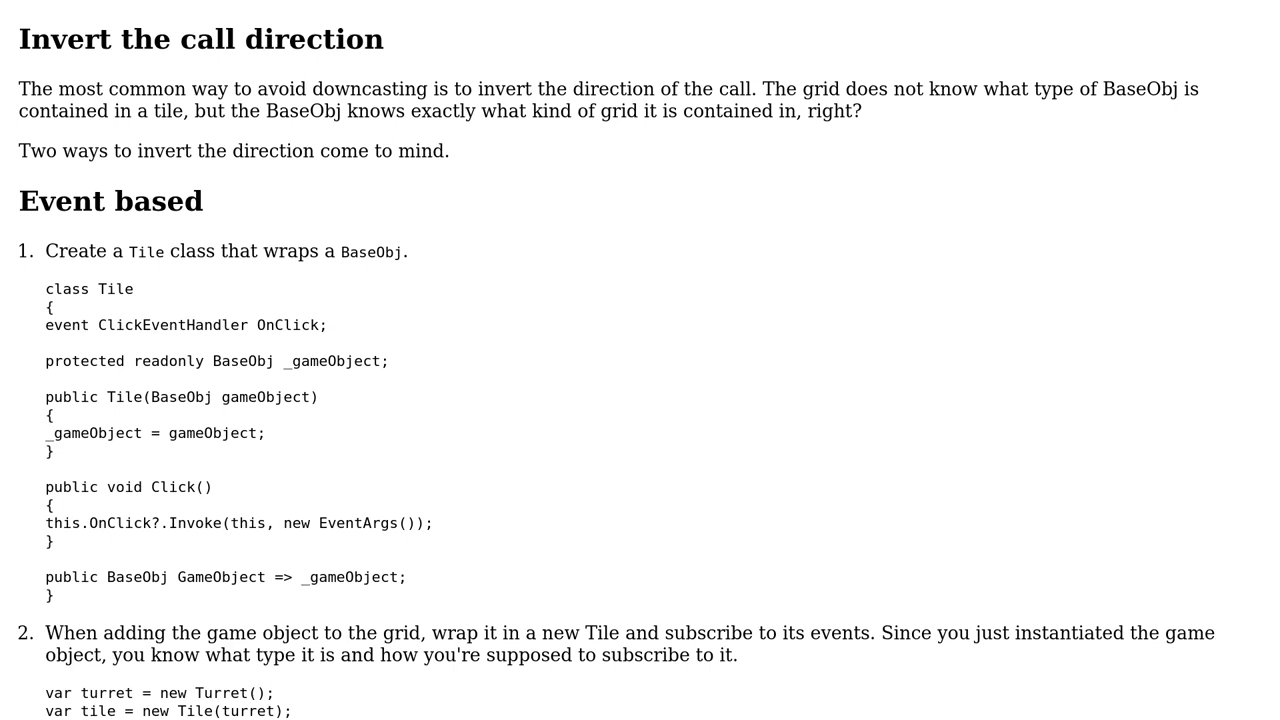 Invert the call direction
The most common way to avoid downcasting is to invert the direction of the call. The grid does not know what type of BaseObj is
contained in a tile, but the BaseObj knows exactly what kind of grid it is contained in, right?
Two ways to invert the direction come to mind.
Event based
1. Create a Tile class that wraps a BaseObj.
class Tile
{
event ClickEventHandler OnClick;
protected readonly BaseObj _gameObject;
public Tile(BaseObj gameObject)
{
_gameObject = gameObject;
}
public void Click()
{
this.OnClick?.Invoke(this, new EventArgs());
}
public BaseObj GameObject => _gameObject;
}
2. When adding the game object to the grid, wrap it in a new Tile and subscribe to its events. Since you just instantiated the game
object, you know what type it is and how you're supposed to subscribe to it.
var turret = new Turret();
var tile = new Tile(turret);